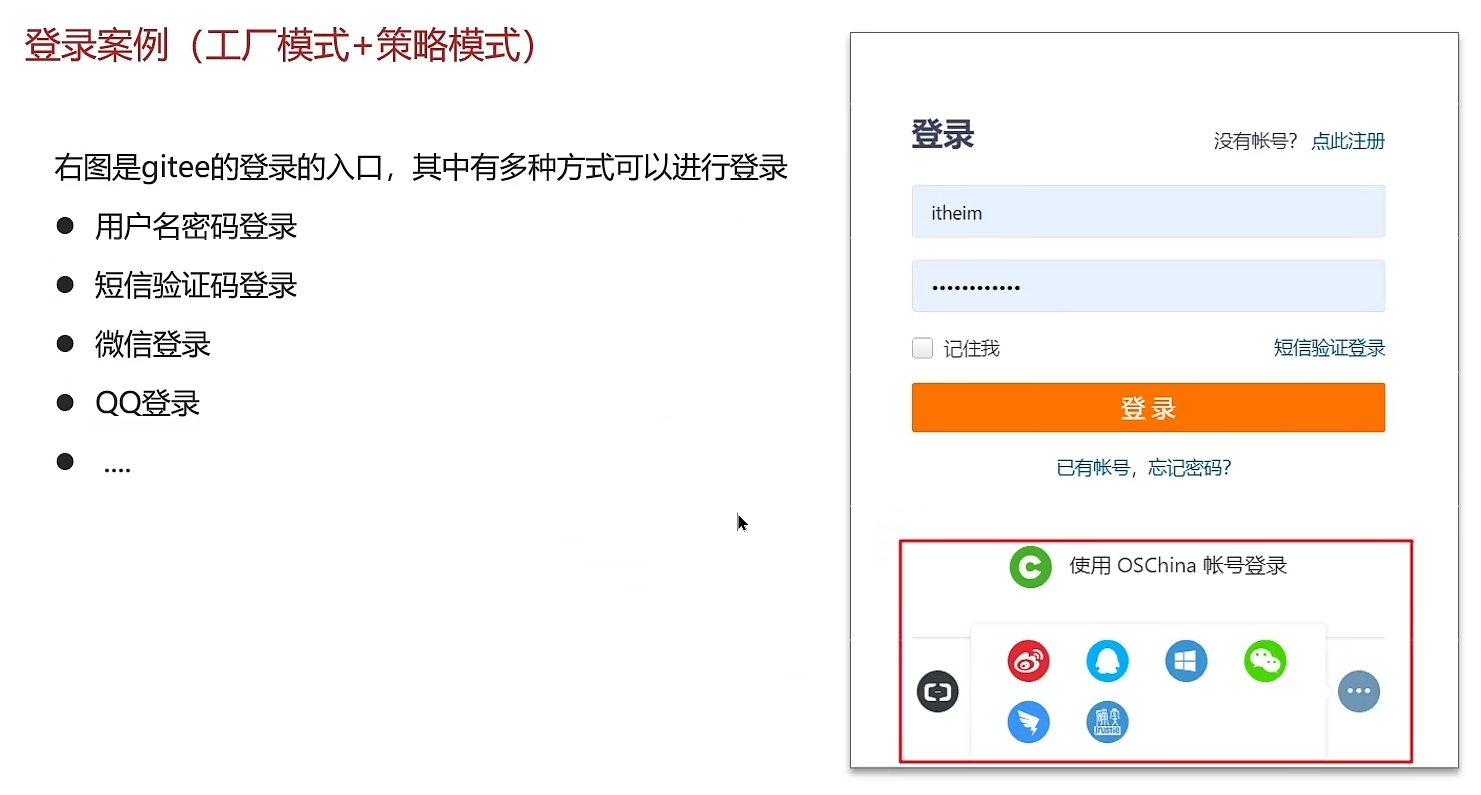 登录案例（工厂模式+策略模式）
右图是gitee的登录的入口，其中有多种方式可以进行登录
● 用户名密码登录
● 短信验证码登录
● 微信登录
● QQ登录
● ....
登录
没有帐号？ 点此注册
itheim
••••••••••••
记住我
短信验证登录
登 录
已有帐号，忘记密码？
使用 OSChina 帐号登录
Trustie